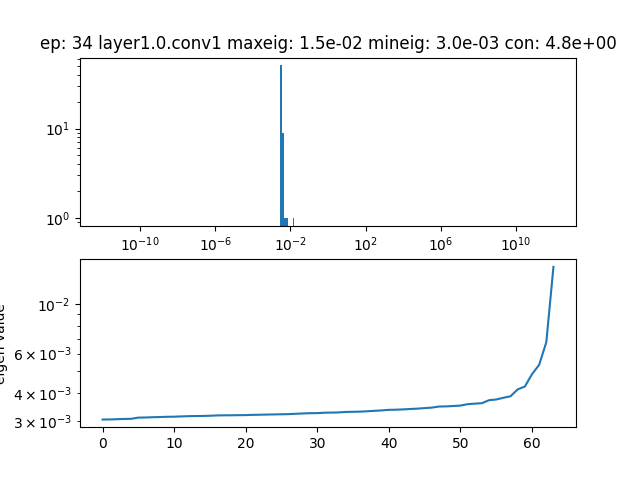 ep: 34 layer1.0.conv1 maxeig: 1.5e-02 mineig: 3.0e-03 con: 4.8e+00
10¹
10⁰
10⁻¹⁰ 10⁻⁶ 10⁻² 10² 10⁶ 10¹⁰
eigen value
10⁻²
6 × 10⁻³
4 × 10⁻³
3 × 10⁻³
0 10 20 30 40 50 60